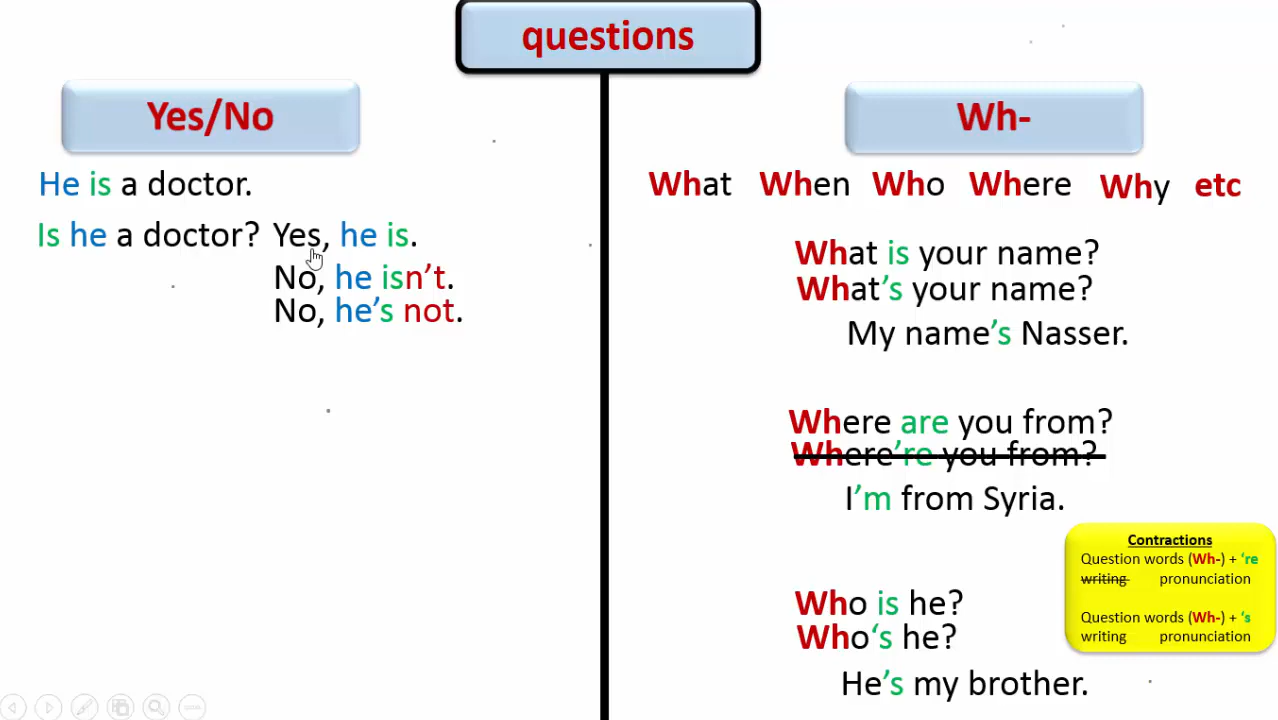 questions
Yes/No
He is a doctor.
Is he a doctor? Yes, he is.
No, he isn’t.
No, he’s not.
Wh-
What When Who Where Why etc
What is your name?
What’s your name?
My name’s Nasser.
Where are you from?
Where’re you from?
I’m from Syria.
Who is he?
Who‘s he?
He’s my brother.
Contractions
Question words (Wh-) + ‘re
writing pronunciation
Question words (Wh-) + ‘s
writing pronunciation